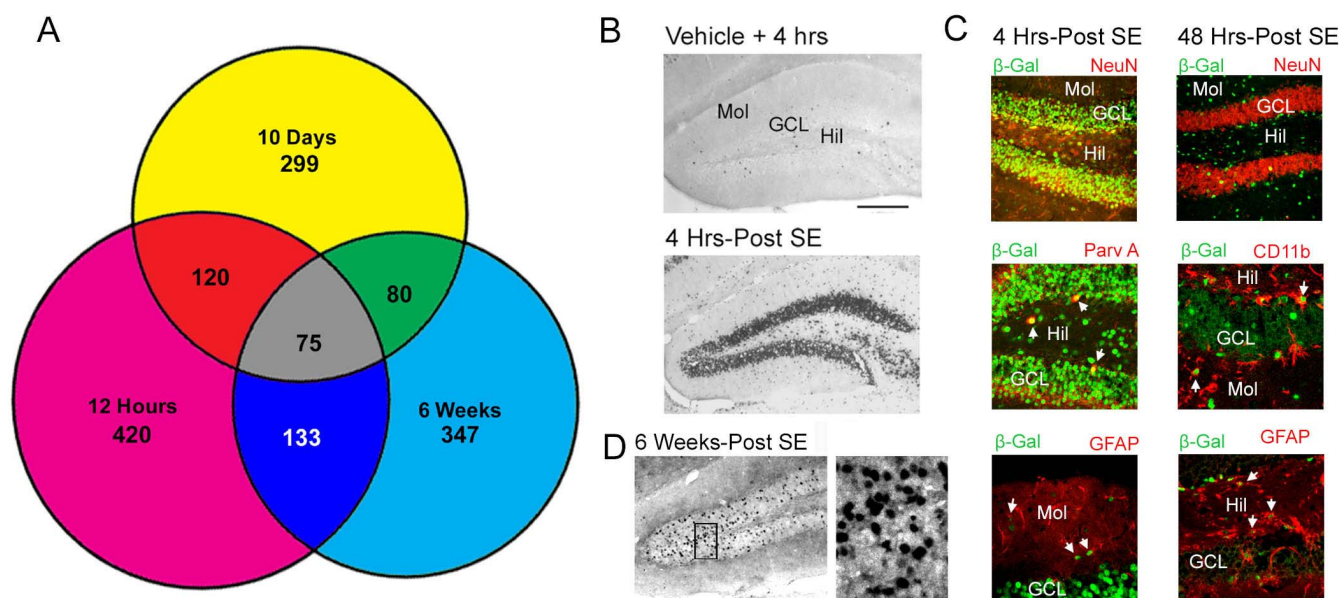 A
10 Days
299
120
80
75
12 Hours
420
133
6 Weeks
347
B
Vehicle + 4 hrs
Mol
GCL
Hil
4 Hrs-Post SE
C
4 Hrs-Post SE
48 Hrs-Post SE
β-Gal NeuN
Mol
GCL
Hil
β-Gal NeuN
GCL
Hil
β-Gal Parv A
Hil
GCL
β-Gal CD11b
Hil
GCL
Mol
β-Gal GFAP
Mol
GCL
β-Gal GFAP
Hil
GCL
D
6 Weeks-Post SE